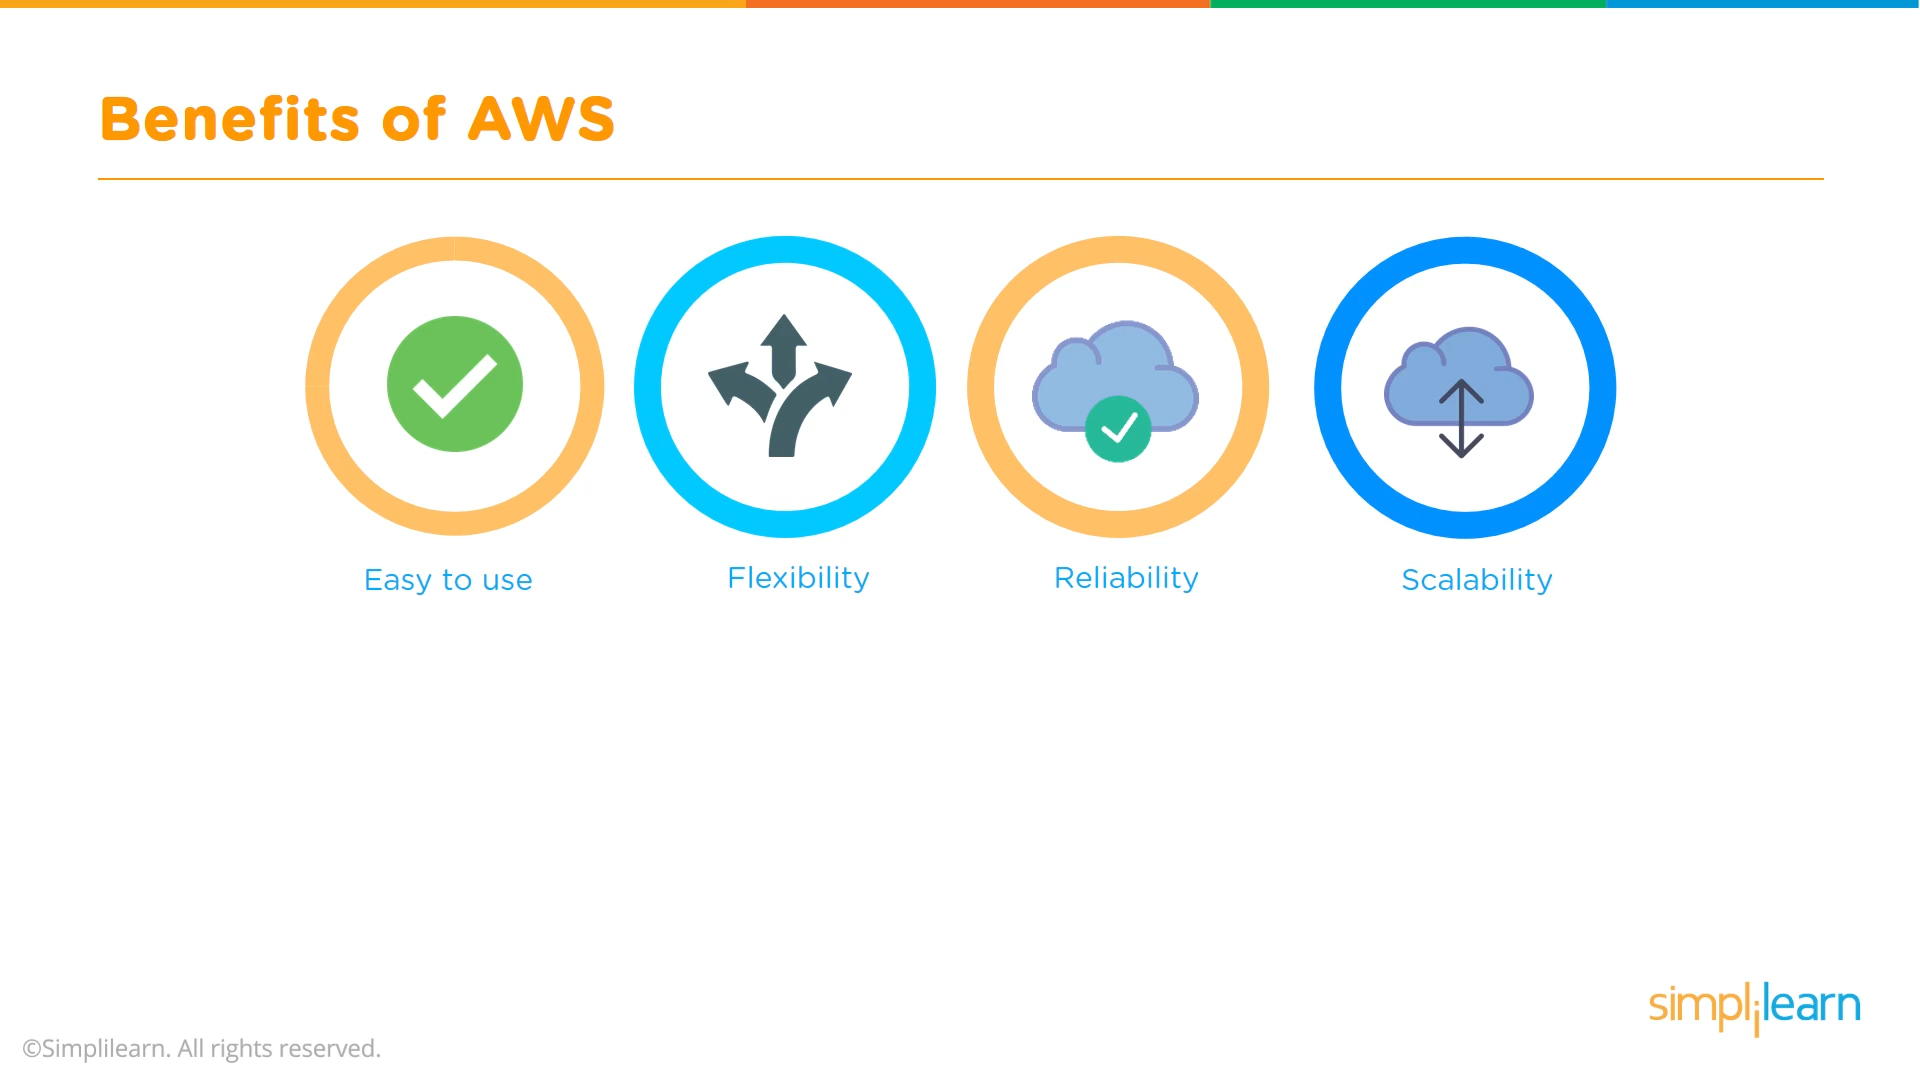 Benefits of AWS
Easy to use
Flexibility
Reliability
Scalability
simplilearn
©Simplilearn. All rights reserved.